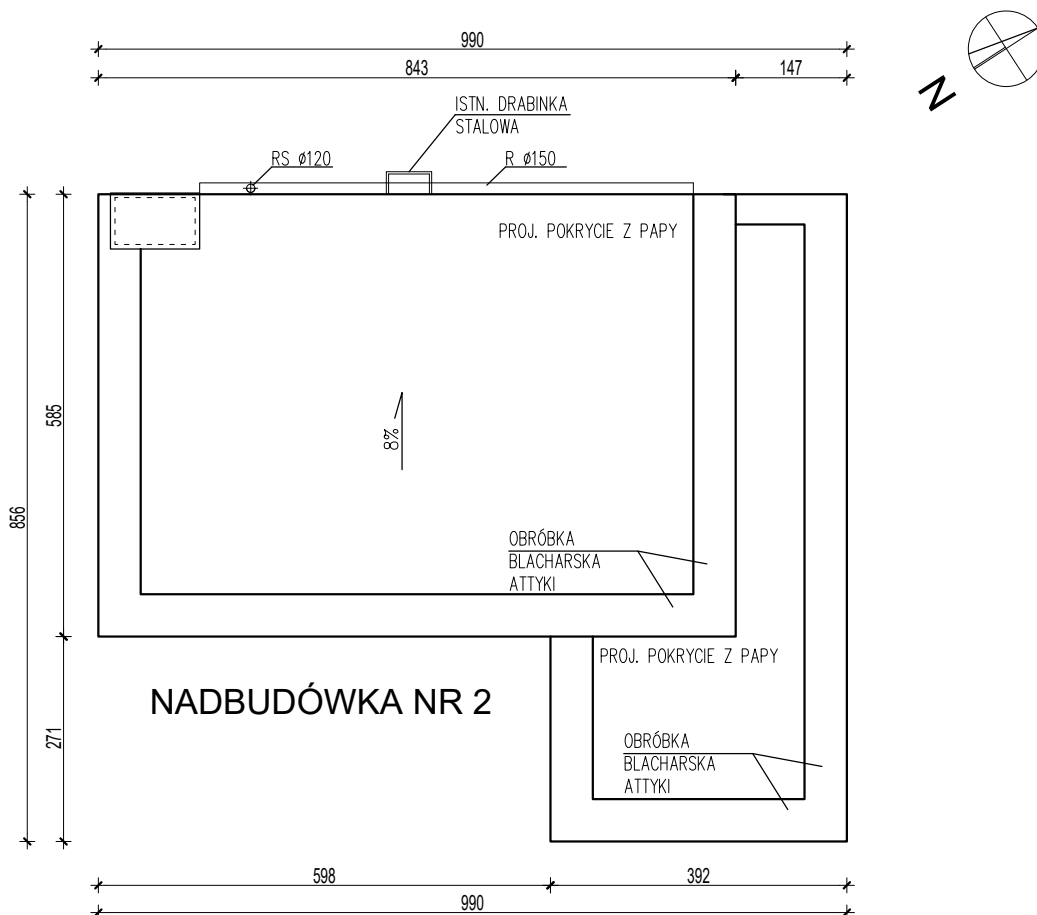 990
843
147
N
ISTN. DRABINKA
STALOWA
RS ø120
R ø150
PROJ. POKRYCIE Z PAPY
585
856
8%
OBRÓBKA
BLACHARSKA
ATTYKI
PROJ. POKRYCIE Z PAPY
NADBUDÓWKA NR 2
271
OBRÓBKA
BLACHARSKA
ATTYKI
598
392
990